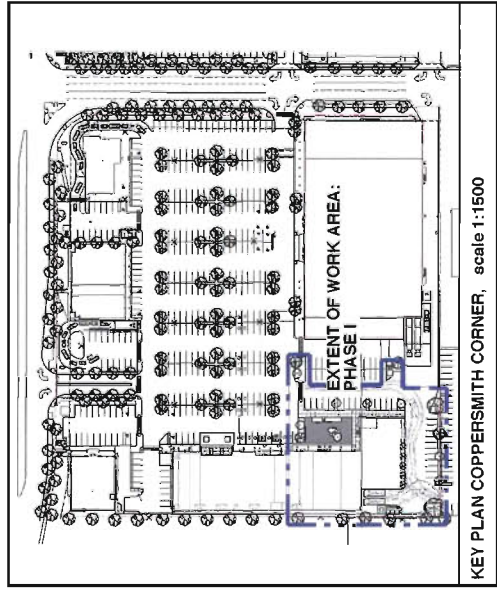 EXTENT OF WORK AREA:
PHASE I
KEY PLAN COPPERSMITH CORNER, scale 1:1500